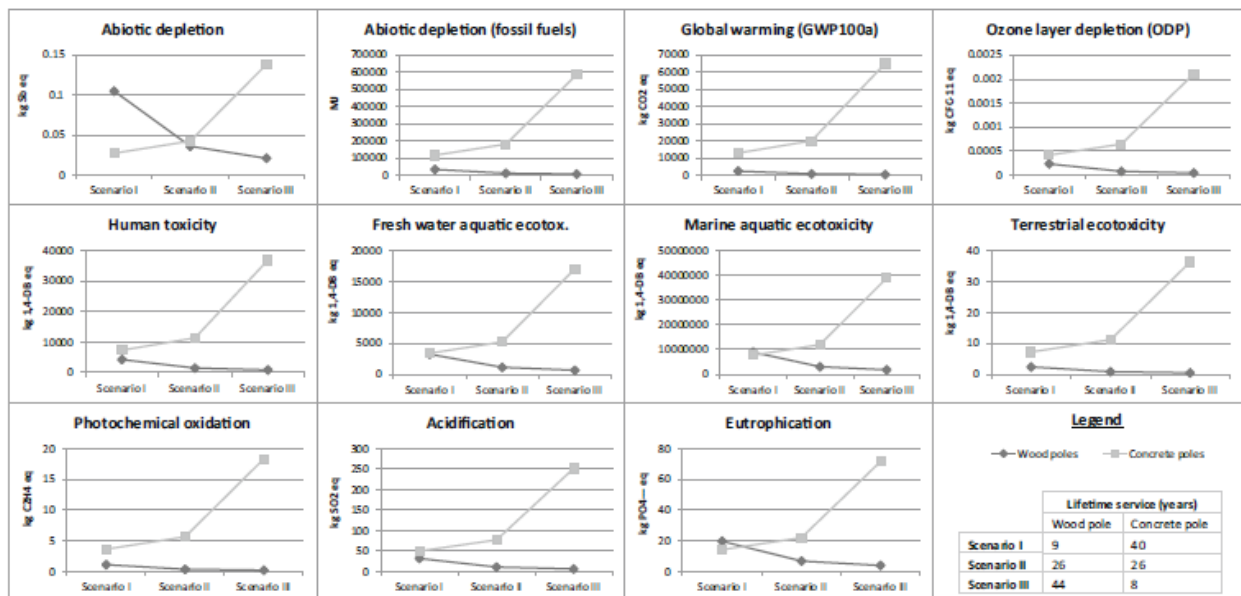 Abiotic depletion
kg Sb eq
0.15
0.1
0.05
0
Scenario I Scenario II Scenario III
Abiotic depletion (fossil fuels)
MJ
700000
600000
500000
400000
300000
200000
100000
0
Scenario I Scenario II Scenario III
Global warming (GWP100a)
kg CO2 eq
70000
60000
50000
40000
30000
20000
10000
0
Scenario I Scenario II Scenario III
Ozone layer depletion (ODP)
kg CFC-11 eq
0.0025
0.002
0.0015
0.001
0.0005
0
Scenario I Scenario II Scenario III
Human toxicity
kg 1,4-DB eq
40000
30000
20000
10000
0
Scenario I Scenario II Scenario III
Fresh water aquatic ecotox.
kg 1,4-DB eq
20000
15000
10000
5000
0
Scenario I Scenario II Scenario III
Marine aquatic ecotoxicity
kg 1,4-DB eq
50000000
40000000
30000000
20000000
10000000
0
Scenario I Scenario II Scenario III
Terrestrial ecotoxicity
kg 1,4-DB eq
40
30
20
10
0
Scenario I Scenario II Scenario III
Photochemical oxidation
kg C2H4 eq
20
15
10
5
0
Scenario I Scenario II Scenario III
Acidification
kg SO2 eq
300
250
200
150
100
50
0
Scenario I Scenario II Scenario III
Eutrophication
kg PO4--- eq
80
60
40
20
0
Scenario I Scenario II Scenario III
Legend
Wood poles Concrete poles
Lifetime service (years)
Wood pole Concrete pole
Scenario I 9 40
Scenario II 26 26
Scenario III 44 8